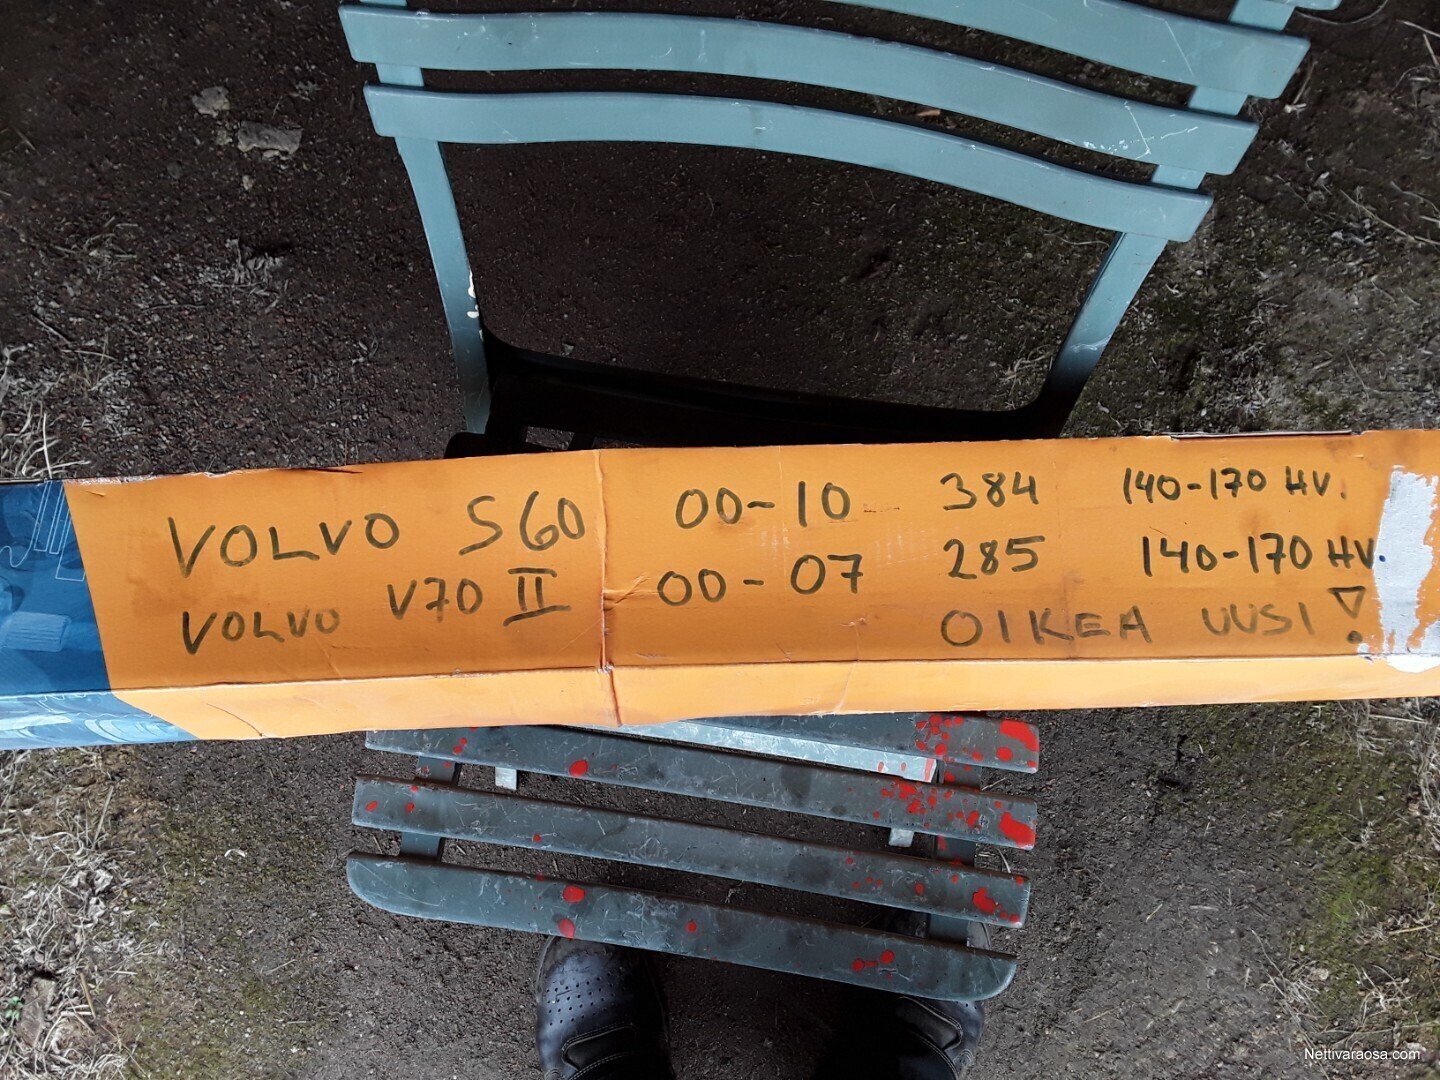 VOLVO S60 00-10 384 140-170 HV.
VOLVO V70 II 00-07 285 140-170 HV.
OIKEA UUSI!
Nettivaraosa.com